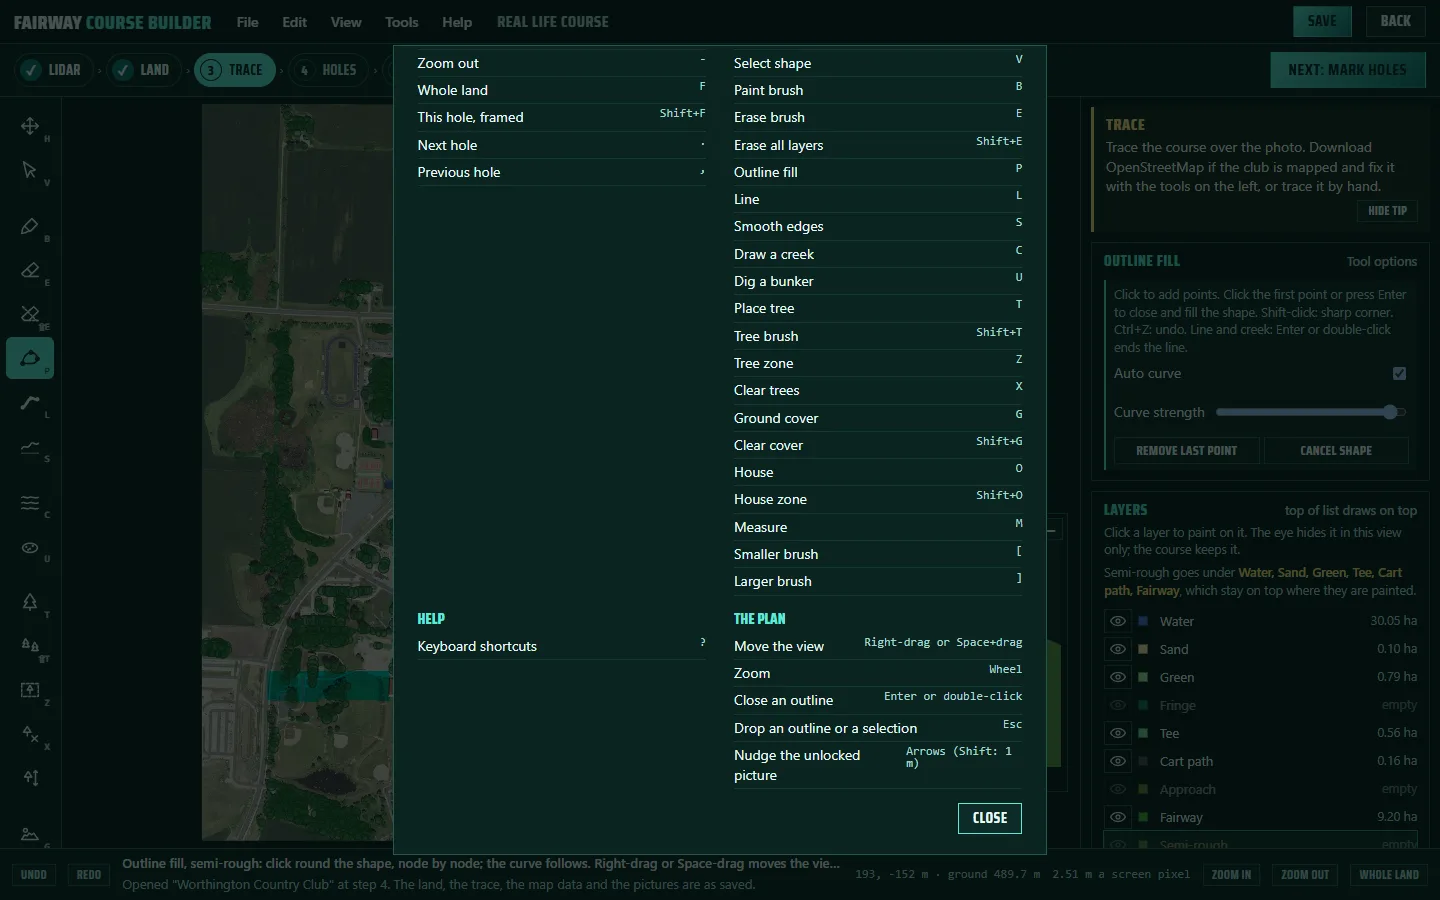 FAIRWAY COURSE BUILDER File Edit View Tools Help REAL LIFE COURSE SAVE BACK
LIDAR › LAND › 3 TRACE › 4 HOLES › NEXT: MARK HOLES
Zoom out -
Whole land F
This hole, framed Shift+F
Next hole .
Previous hole ,
Select shape V
Paint brush B
Erase brush E
Erase all layers Shift+E
Outline fill P
Line L
Smooth edges S
Draw a creek C
Dig a bunker U
Place tree T
Tree brush Shift+T
Tree zone Z
Clear trees X
Ground cover G
Clear cover Shift+G
House O
House zone Shift+O
Measure M
Smaller brush [
Larger brush ]
HELP
Keyboard shortcuts ?
THE PLAN
Move the view Right-drag or Space+drag
Zoom Wheel
Close an outline Enter or double-click
Drop an outline or a selection Esc
Nudge the unlocked Arrows (Shift: 1
picture m)
CLOSE
H
V
B
E
⇧E
P
L
S
C
U
T
⇧T
Z
X
G
TRACE
Trace the course over the photo. Download
OpenStreetMap if the club is mapped and fix it
with the tools on the left, or trace it by hand.
HIDE TIP
OUTLINE FILL Tool options
Click to add points. Click the first point or press Enter
to close and fill the shape. Shift-click: sharp corner.
Ctrl+Z: undo. Line and creek: Enter or double-click
ends the line.
Auto curve
Curve strength
REMOVE LAST POINT CANCEL SHAPE
LAYERS top of list draws on top
Click a layer to paint on it. The eye hides it in this view
only; the course keeps it.
Semi-rough goes under Water, Sand, Green, Tee, Cart
path, Fairway, which stay on top where they are painted.
Water 30.05 ha
Sand 0.10 ha
Green 0.79 ha
Fringe empty
Tee 0.56 ha
Cart path 0.16 ha
Approach empty
Fairway 9.20 ha
Semi-rough empty
UNDO REDO
Outline fill, semi-rough: click round the shape, node by node; the curve follows. Right-drag or Space-drag moves the vie...
Opened "Worthington Country Club" at step 4. The land, the trace, the map data and the pictures are as saved.
193, -152 m · ground 489.7 m 2.51 m a screen pixel
ZOOM IN ZOOM OUT WHOLE LAND